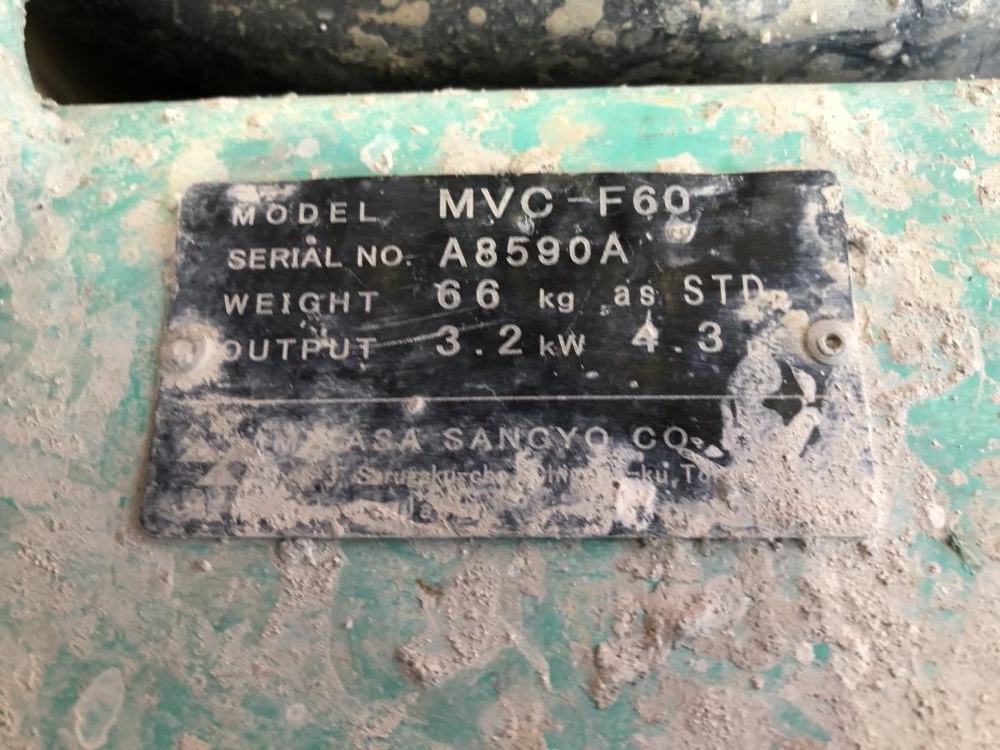 MODEL MVC-F60
SERIAL NO. A8590A
WEIGHT 66 kg as STD.
OUTPUT 3.2 kW 4.3
SANGYO CO.